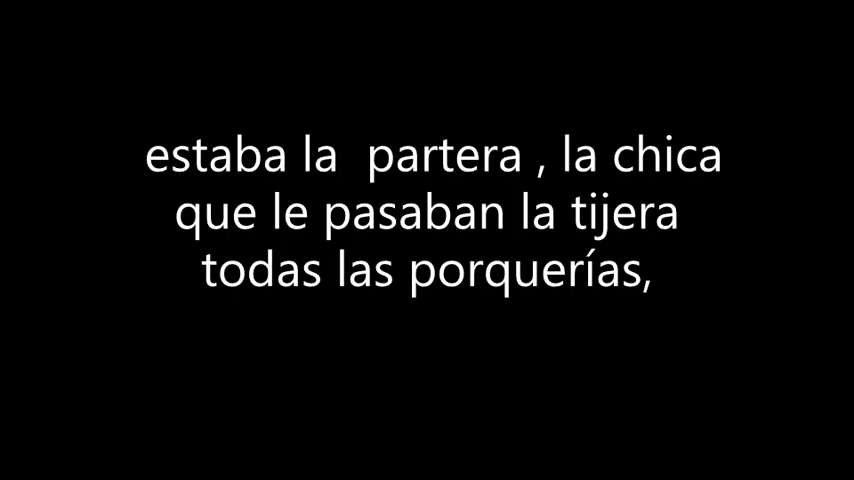 estaba la  partera , la chica
que le pasaban la tijera
todas las porquerías,